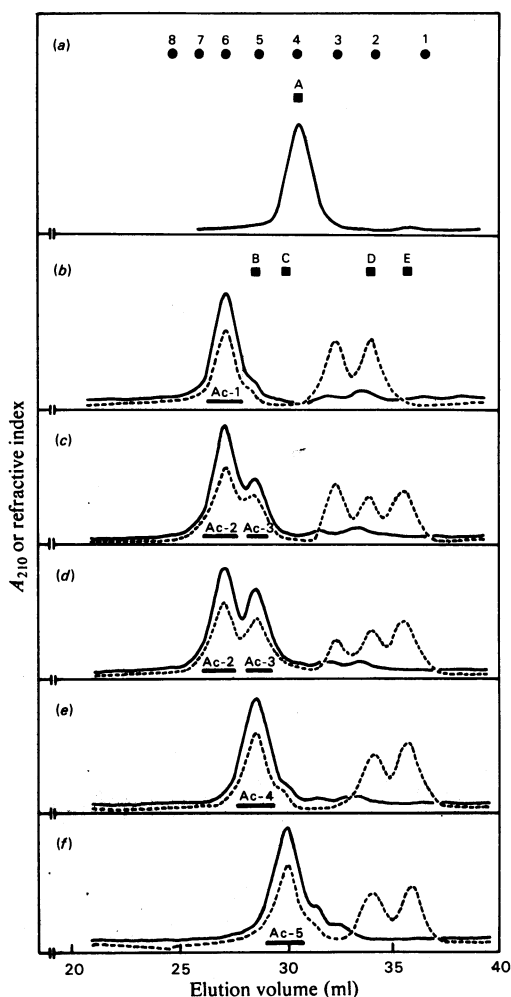 (a)
8 7 6 5 4 3 2 1
A
(b)
B C D E
Ac-1
(c)
Ac-2 Ac-3
(d)
Ac-2 Ac-3
(e)
Ac-4
(f)
Ac-5
A210 or refractive index
20 25 30 35 40
Elution volume (ml)